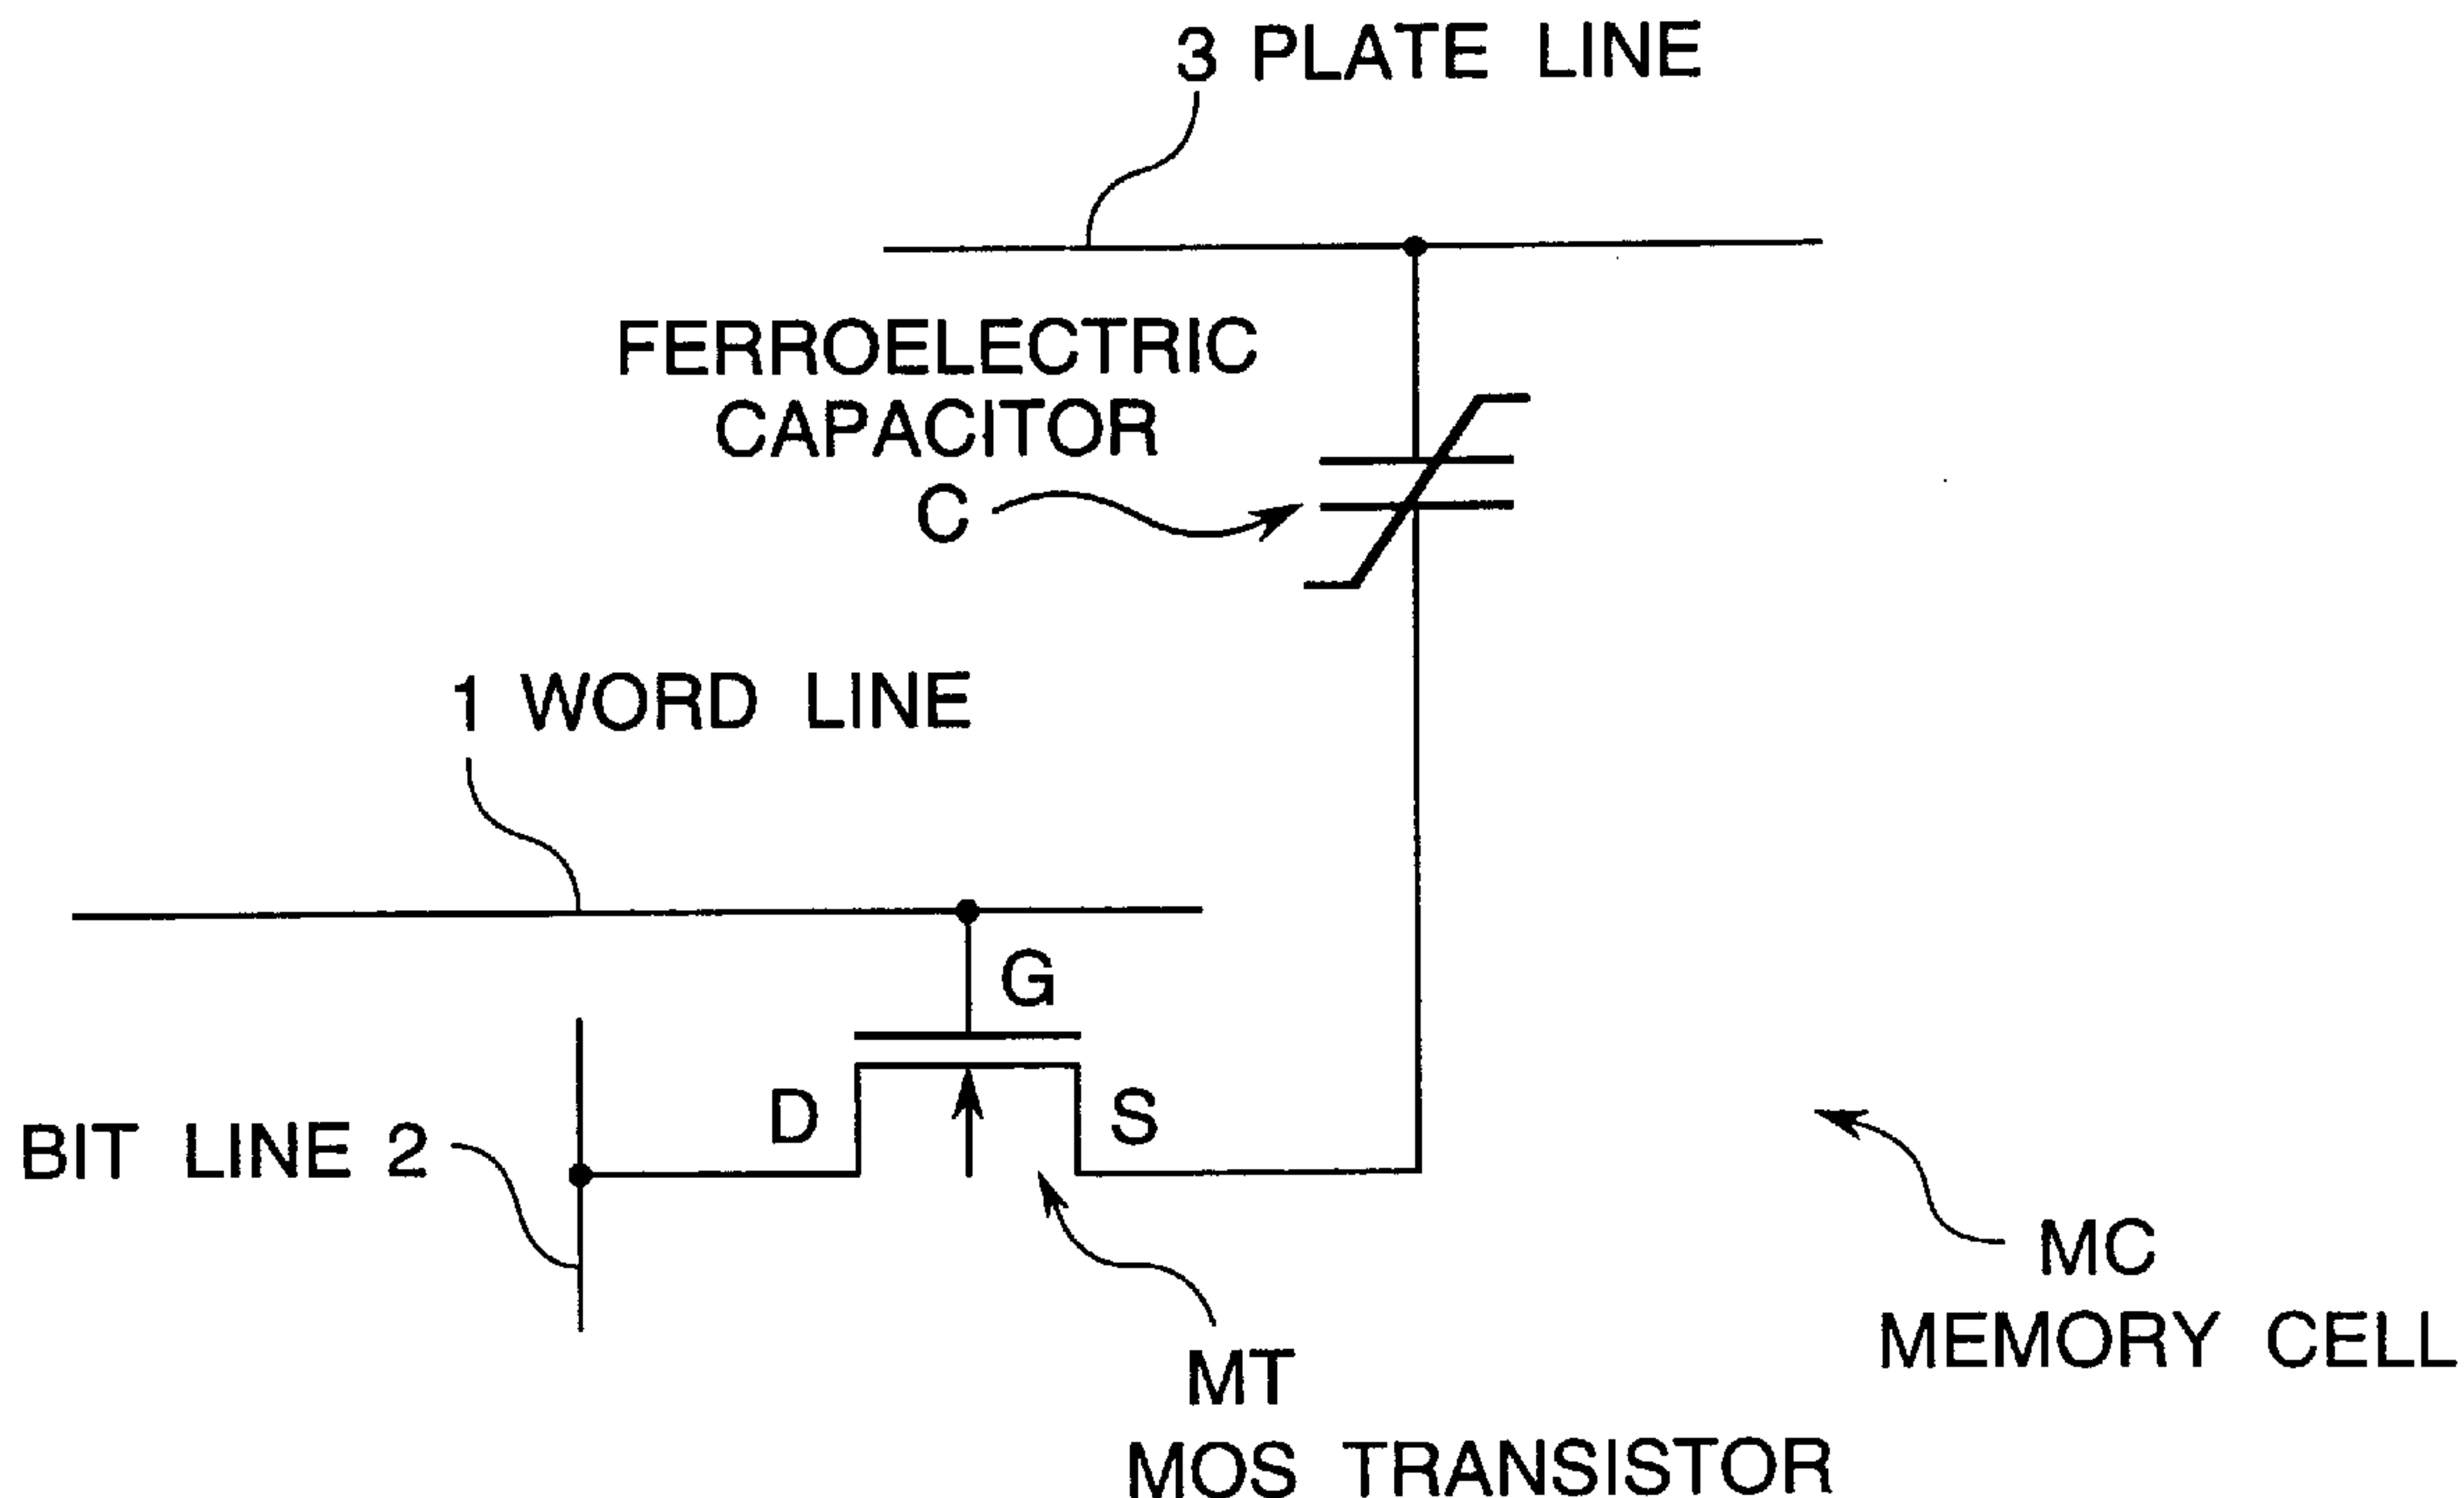 3 PLATE LINE
FERROELECTRIC
CAPACITOR
C
1 WORD LINE
G
D
S
BIT LINE 2
MC
MEMORY CELL
MT
MOS TRANSISTOR